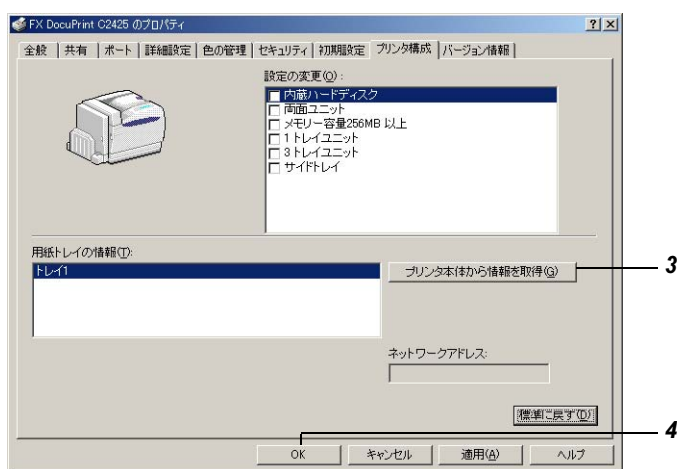 FX DocuPrint C2425 のプロパティ
全般 共有 ポート 詳細設定 色の管理 セキュリティ 初期設定 プリンタ構成 バージョン情報
設定の変更(O):
内蔵ハードディスク
両面ユニット
メモリー容量256MB 以上
1トレイユニット
3トレイユニット
サイドトレイ
用紙トレイの情報(T):
トレイ1
プリンタ本体から情報を取得(G)
3
ネットワークアドレス:
標準に戻す(D)
4
OK キャンセル 適用(A) ヘルプ